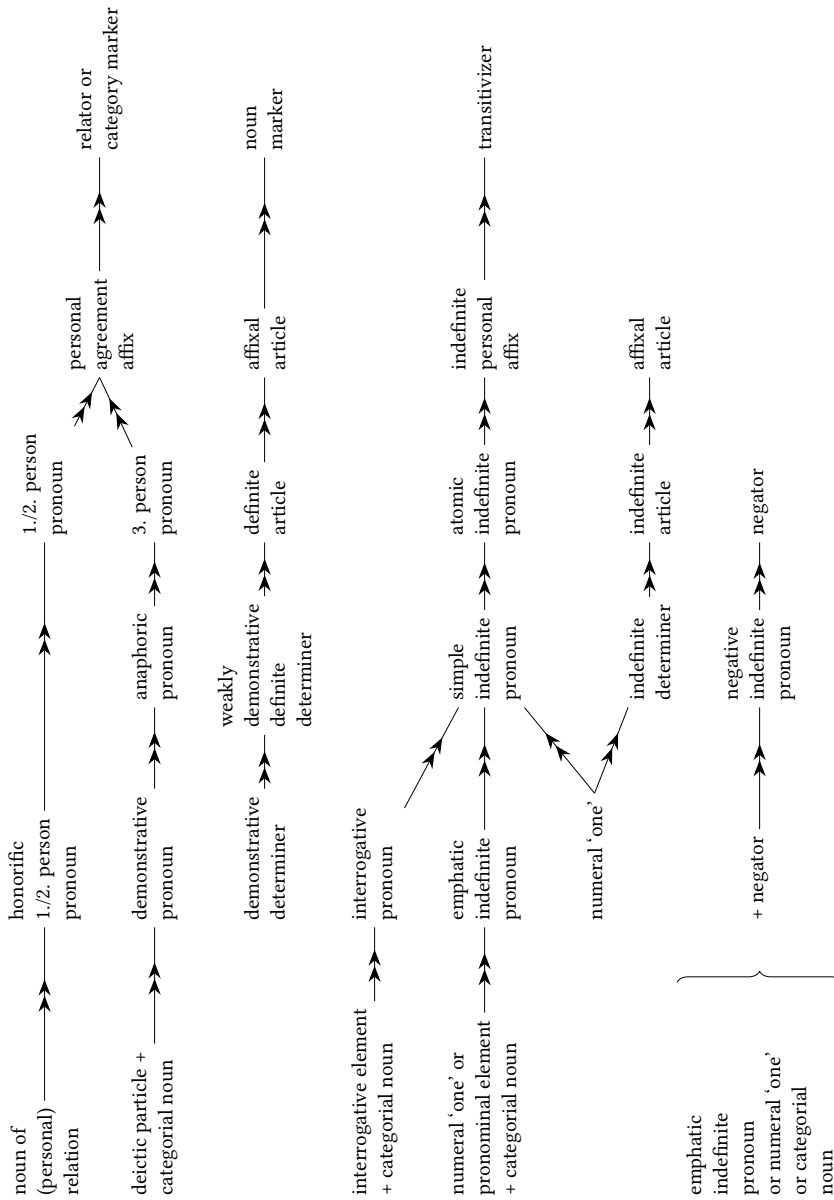 noun of
(personal)
relation
honorific
1./2. person
pronoun
1./2. person
pronoun
personal
agreement
affix
relator or
category marker
deictic particle +
categorial noun
demonstrative
pronoun
anaphoric
pronoun
3. person
pronoun
demonstrative
determiner
weakly
demonstrative
definite
determiner
definite
article
affixal
article
noun
marker
interrogative element
+ categorial noun
interrogative
pronoun
numeral ‘one’ or
pronominal element
+ categorial noun
emphatic
indefinite
pronoun
simple
indefinite
pronoun
atomic
indefinite
pronoun
indefinite
personal
affix
transitivizer
numeral ‘one’
indefinite
determiner
indefinite
article
affixal
article
emphatic
indefinite
pronoun
or numeral ‘one’
or categorial
noun
+ negator
negative
indefinite
pronoun
negator